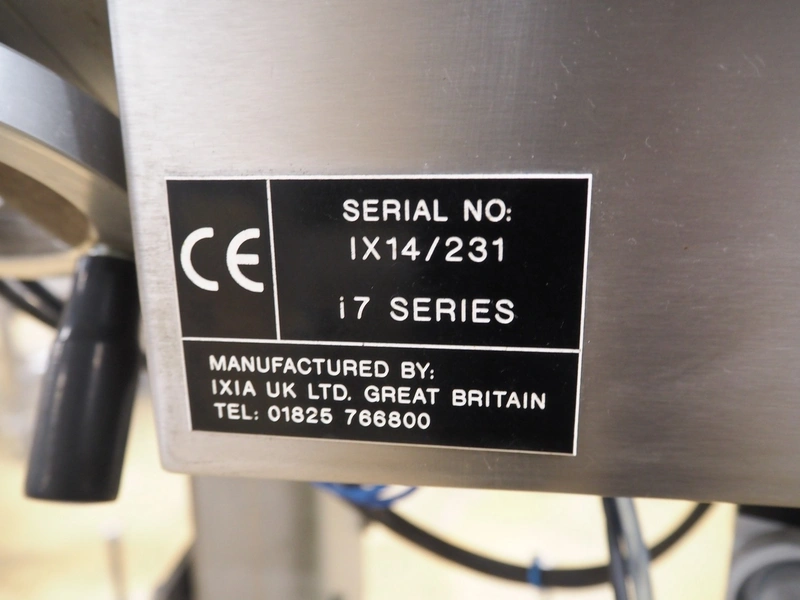 CE
SERIAL NO:
IX14/231
i7 SERIES
MANUFACTURED BY:
IXIA UK LTD. GREAT BRITAIN
TEL: 01825 766800